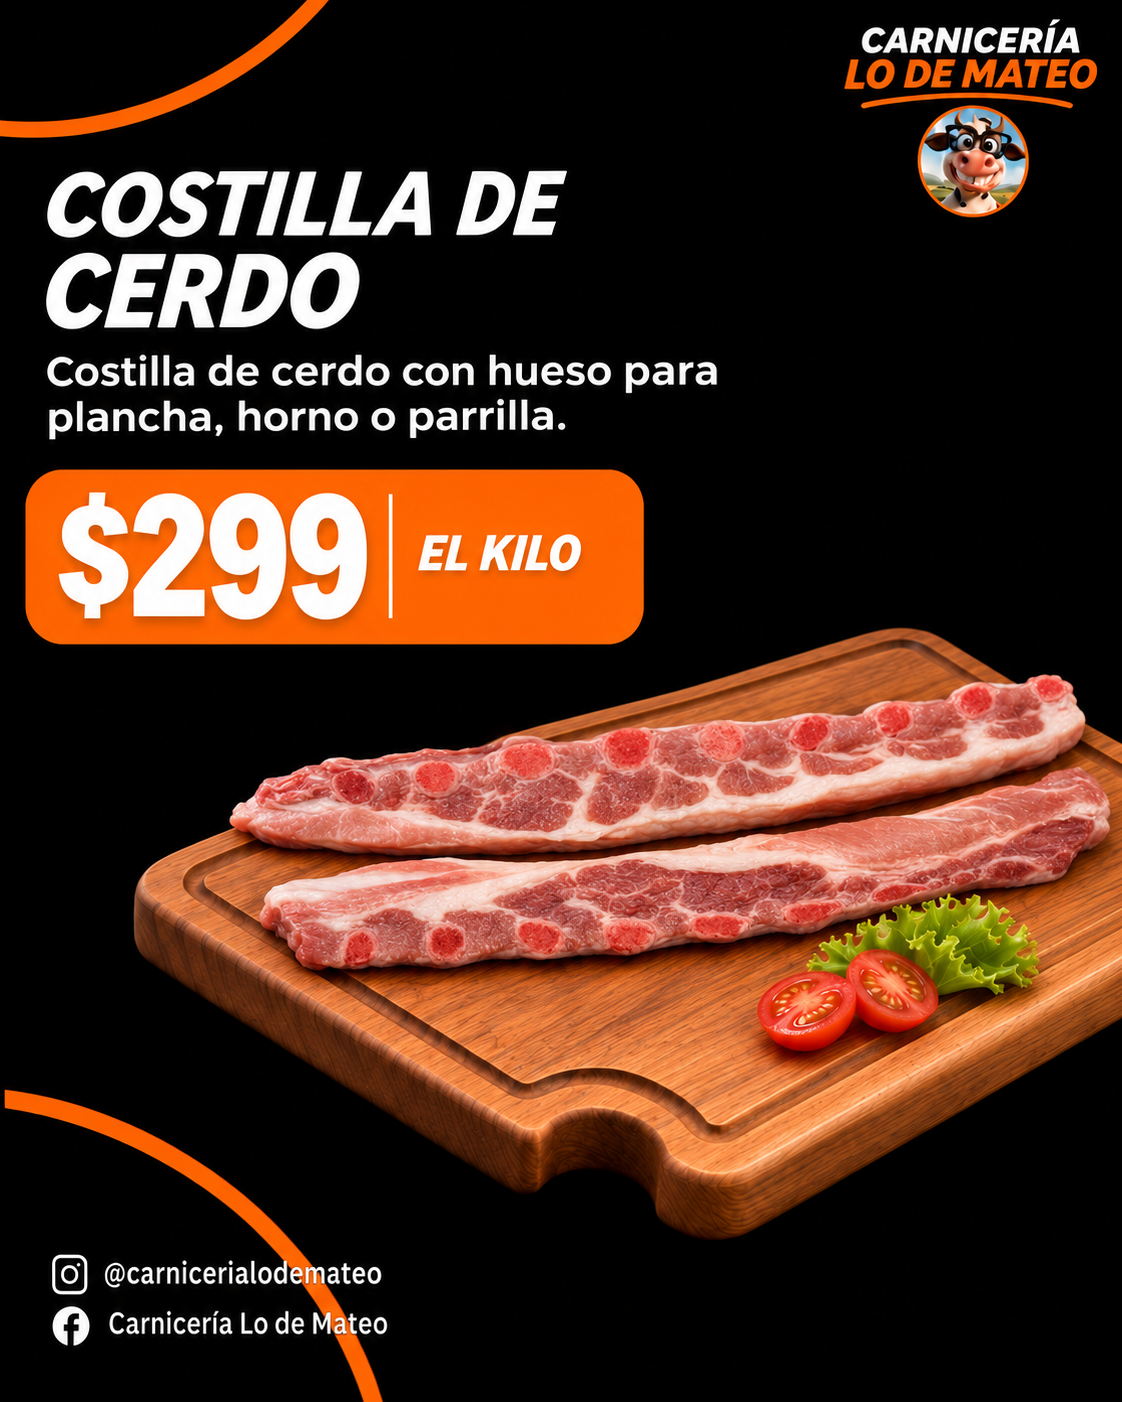 CARNICERÍA
LO DE MATEO
COSTILLA DE
CERDO
Costilla de cerdo con hueso para
plancha, horno o parrilla.
$299
EL KILO
@carnicerialodemateo
Carnicería Lo de Mateo